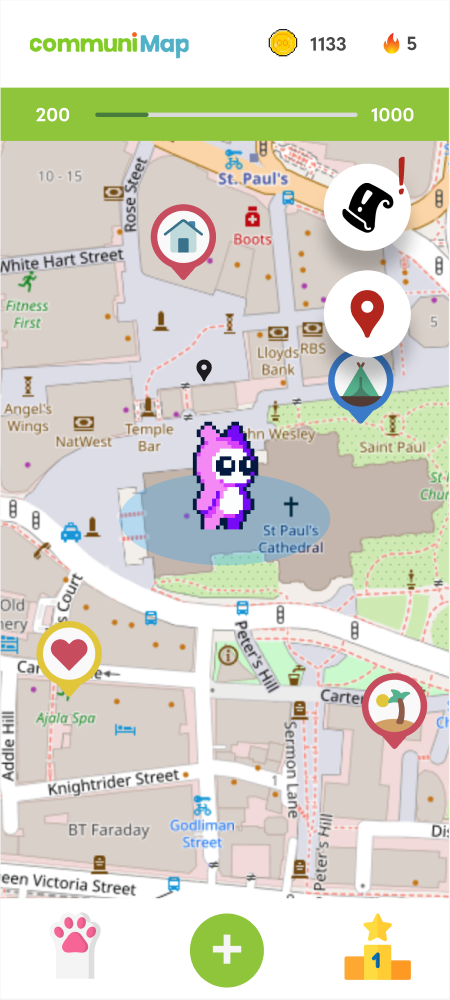 communiMap
1133
5
200
1000
10 - 15
St. Paul's
Rose Street
!
Boots
White Hart Street
Fitness
First
5
Lloyds
Bank
RBS
Angel's
Wings
NatWest
Temple
Bar
hn Wesley
Saint Paul
St Paul's
Cathedral
Old
Court
Peter's Hill
Car
Carter
Ajala Spa
Addle Hill
Sermon Lane
Knightrider Street
1
BT Faraday
Godliman
Street
Peter's Hill
Dis
een Victoria Street
+
1